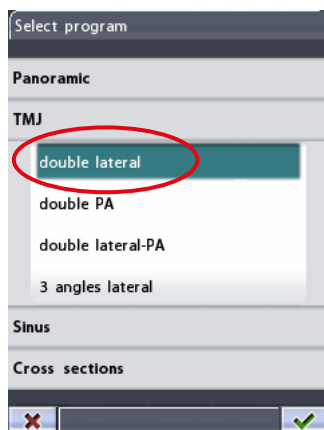 Select program
Panoramic
TMJ
double lateral
double PA
double lateral-PA
3 angles lateral
Sinus
Cross sections